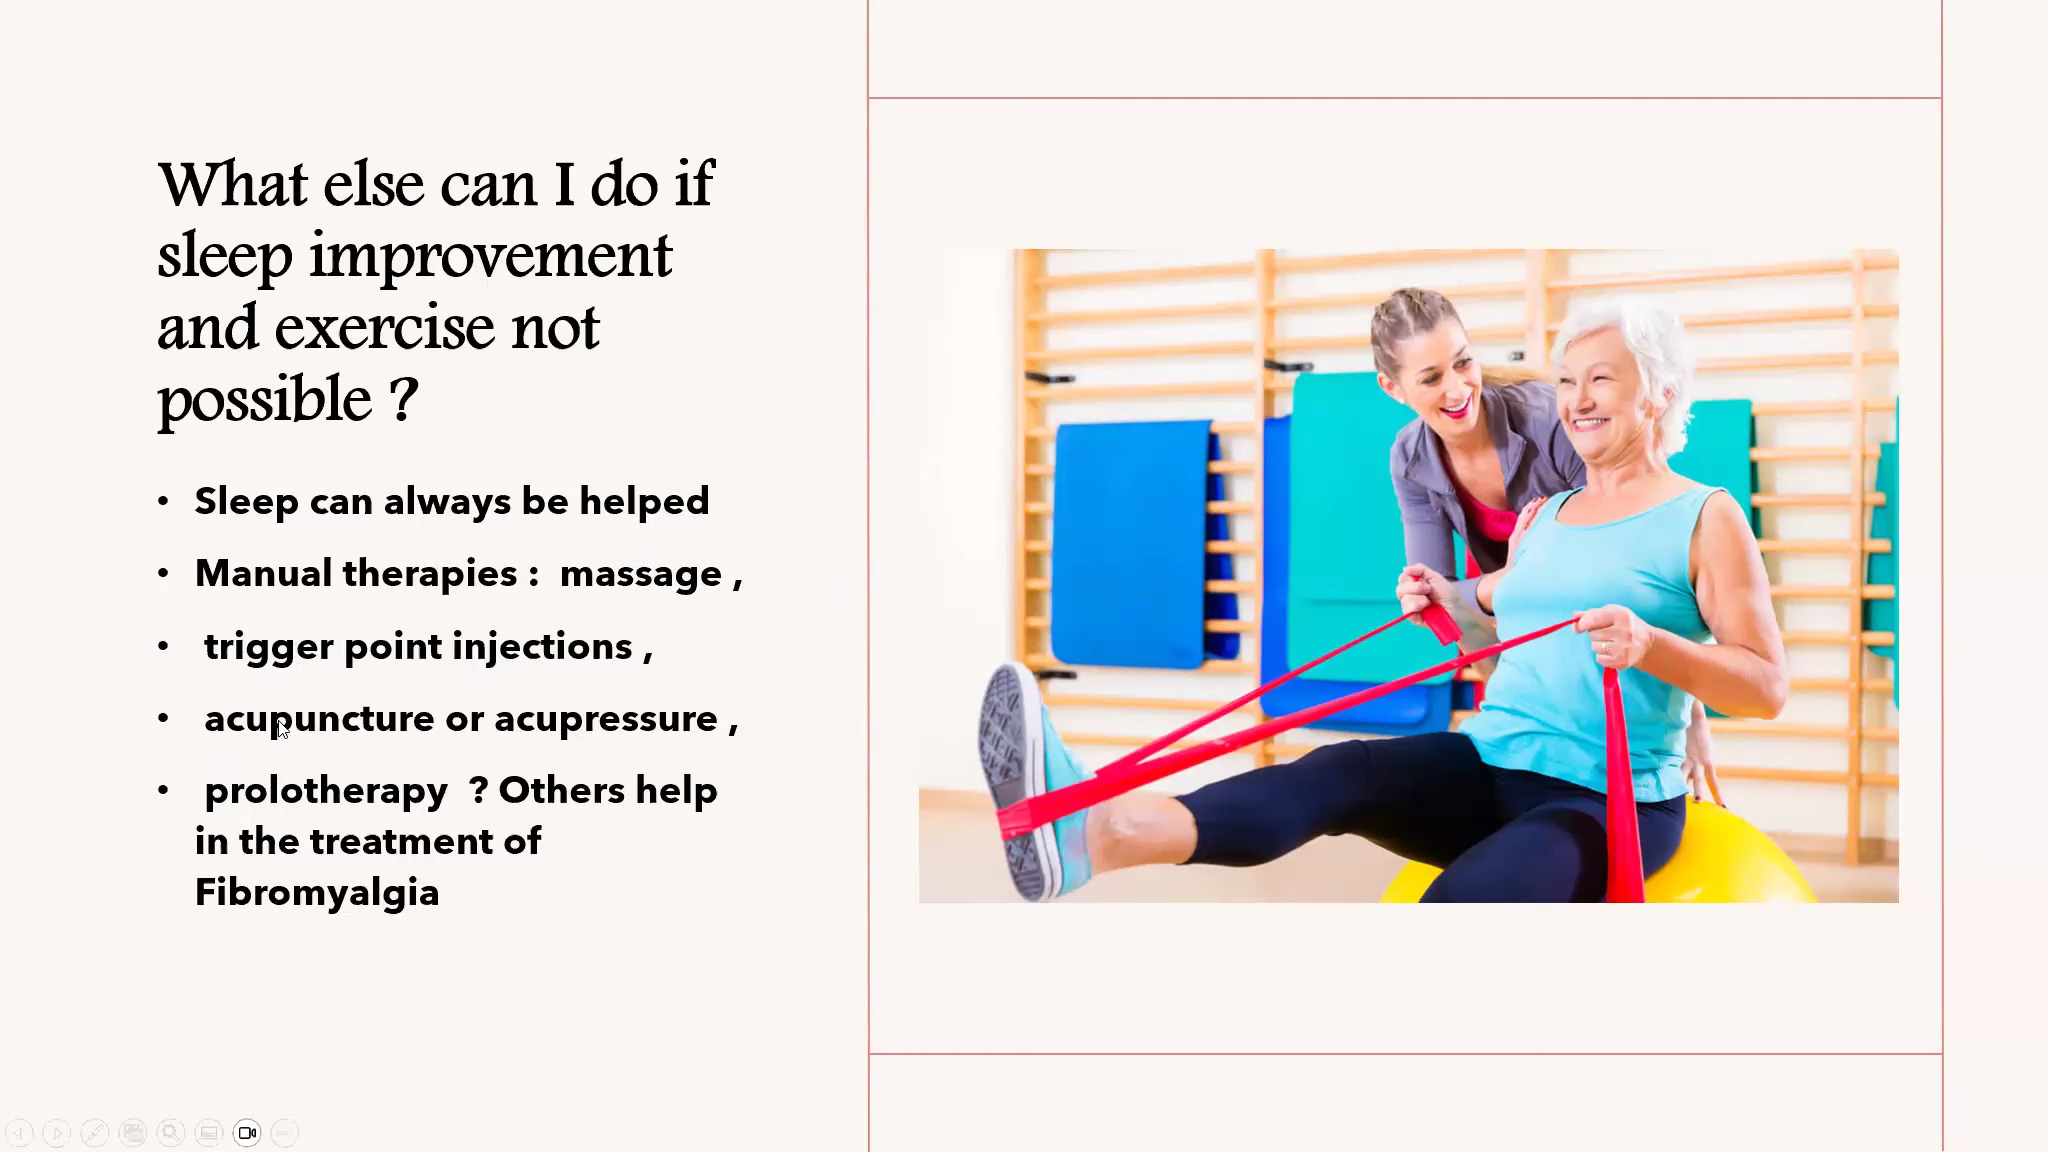 What else can I do if
sleep improvement
and exercise not
possible ?
• Sleep can always be helped
• Manual therapies :  massage ,
•  trigger point injections ,
•  acupuncture or acupressure ,
•  prolotherapy  ? Others help
in the treatment of
Fibromyalgia